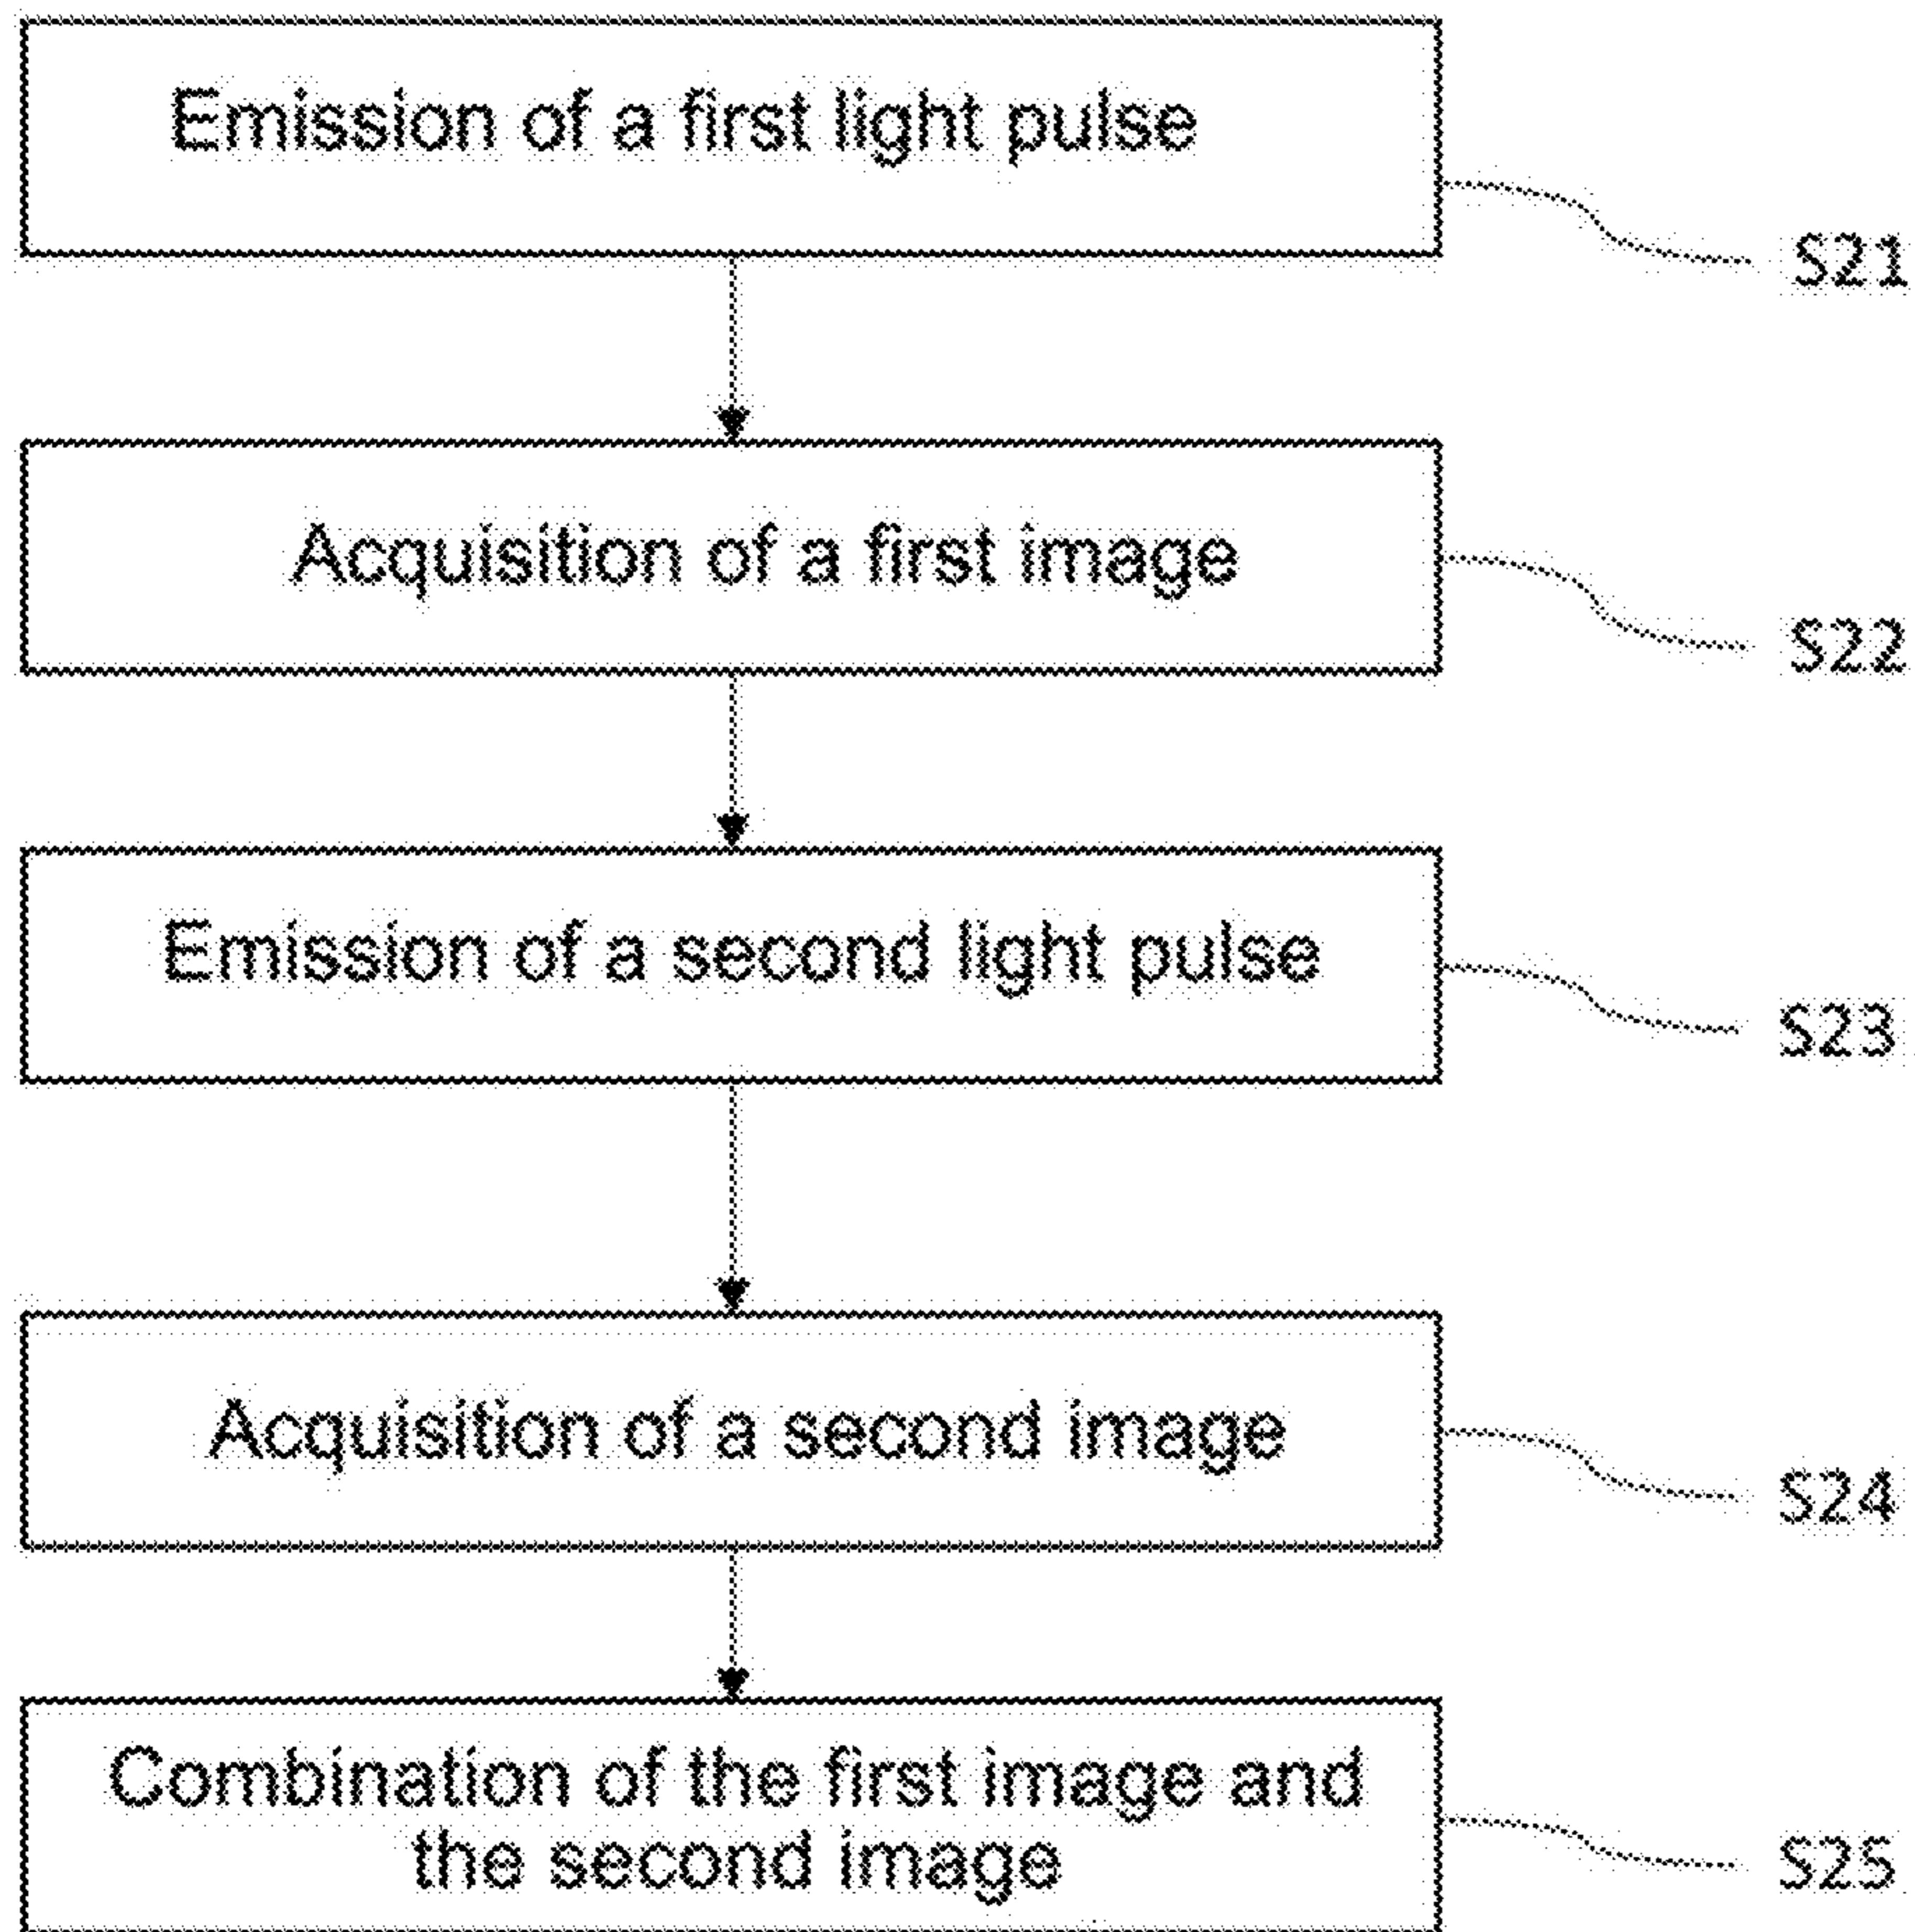 Emission of a first light pulse
S21
Acquisition of a first image
S22
Emission of a second light pulse
S23
Acquisition of a second image
S24
Combination of the first image and
the second image
S25